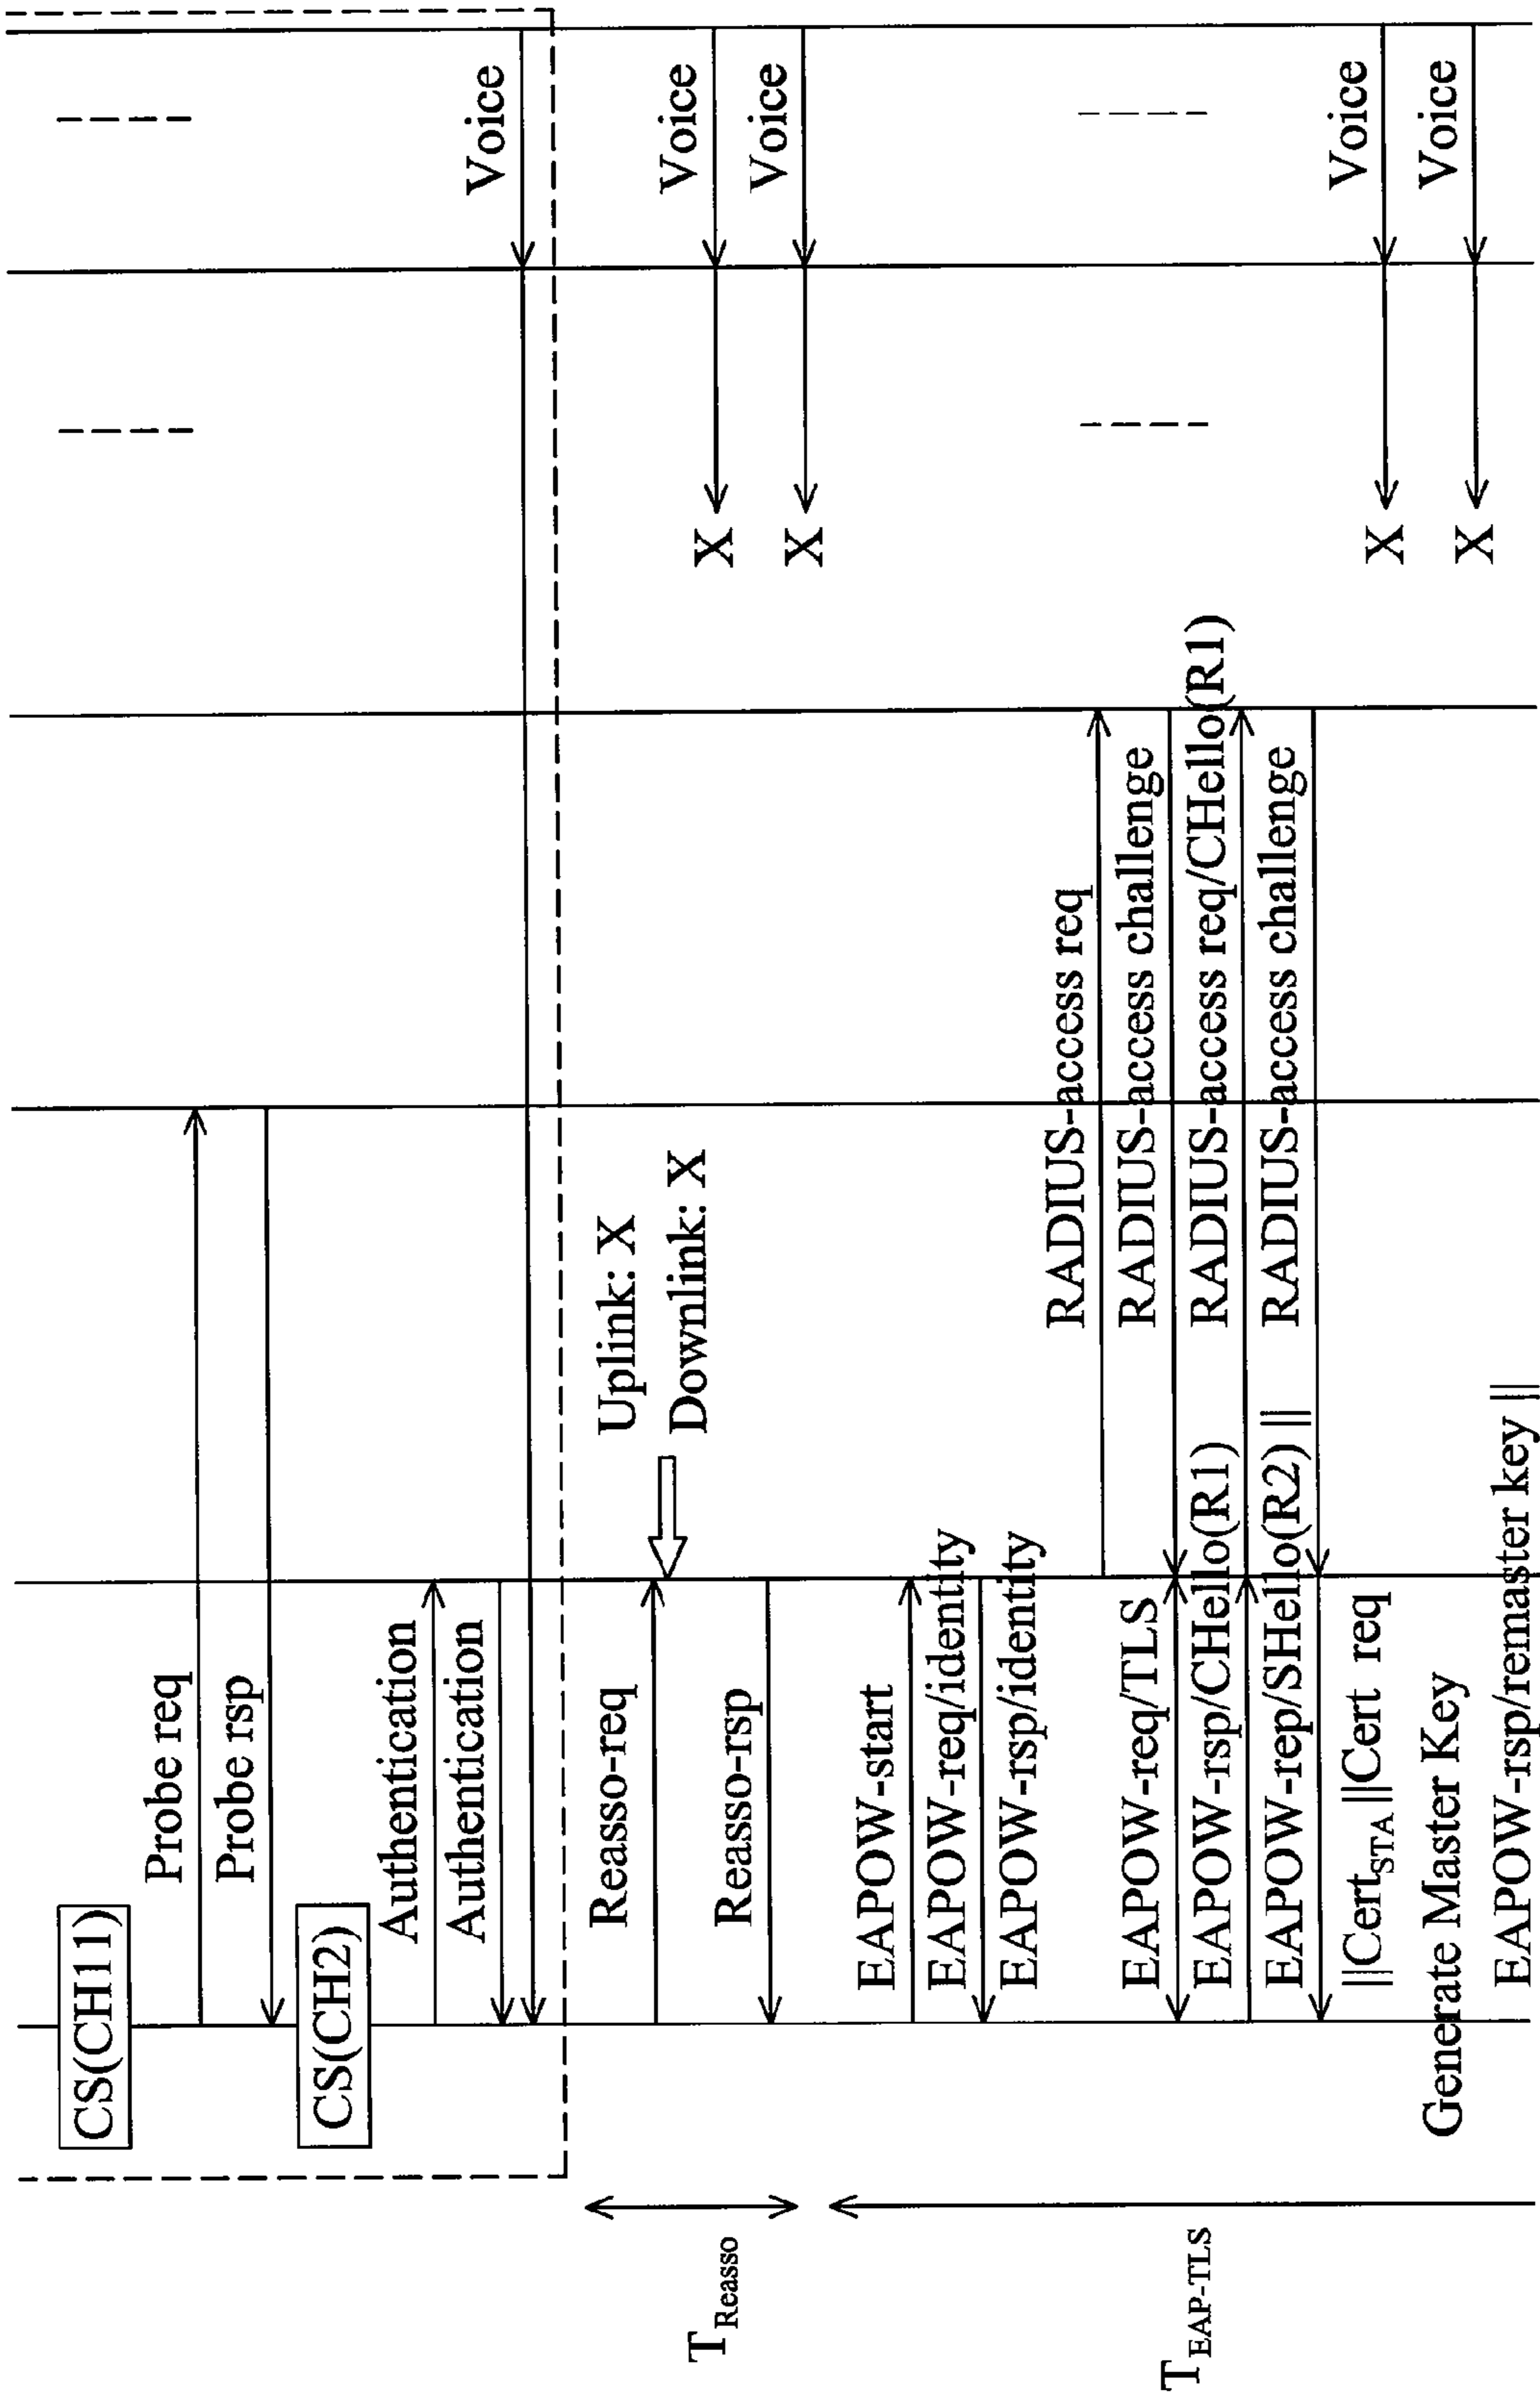 CS(CH11)
Probe req
Probe rsp
CS(CH2)
Authentication
Authentication
Voice
Reasso-req
Uplink: X
Downlink: X
Voice
X
T Reasso
Reasso-rsp
Voice
X
EAPOW-start
EAPOW-req/identity
EAPOW-rsp/identity
RADIUS-access req
T EAP-TLS
EAPOW-req/TLS
RADIUS-access challenge
EAPOW-rsp/CHello(R1)
RADIUS-access req/CHello(R1)
EAPOW-rep/SHello(R2) ||
RADIUS-access challenge
||CertSTA ||Cert req
Voice
X
Generate Master Key
Voice
X
EAPOW-rsp/remaster key ||